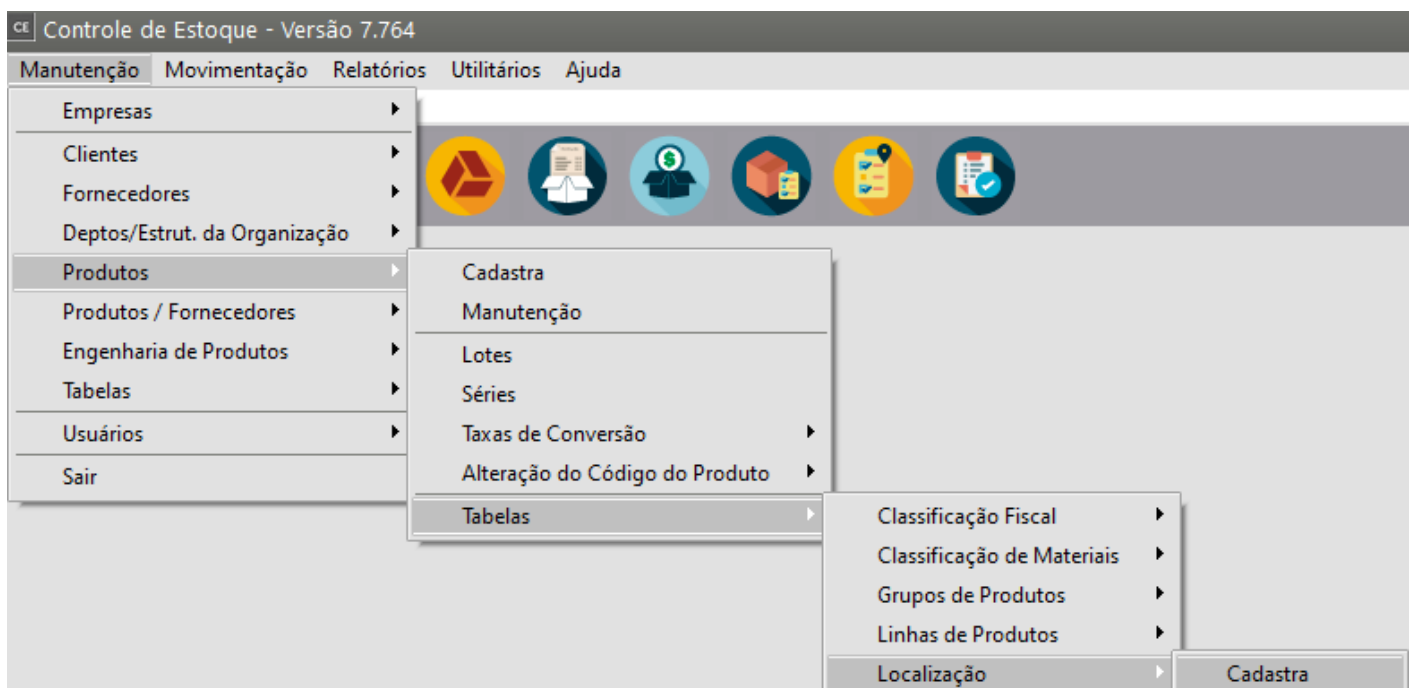 CE Controle de Estoque - Versão 7.764
Manutenção Movimentação Relatórios Utilitários Ajuda
Empresas
Clientes
Fornecedores
Deptos/Estrut. da Organização
Produtos
Produtos / Fornecedores
Engenharia de Produtos
Tabelas
Usuários
Sair
Cadastra
Manutenção
Lotes
Séries
Taxas de Conversão
Alteração do Código do Produto
Tabelas
Classificação Fiscal
Classificação de Materiais
Grupos de Produtos
Linhas de Produtos
Localização
Cadastra